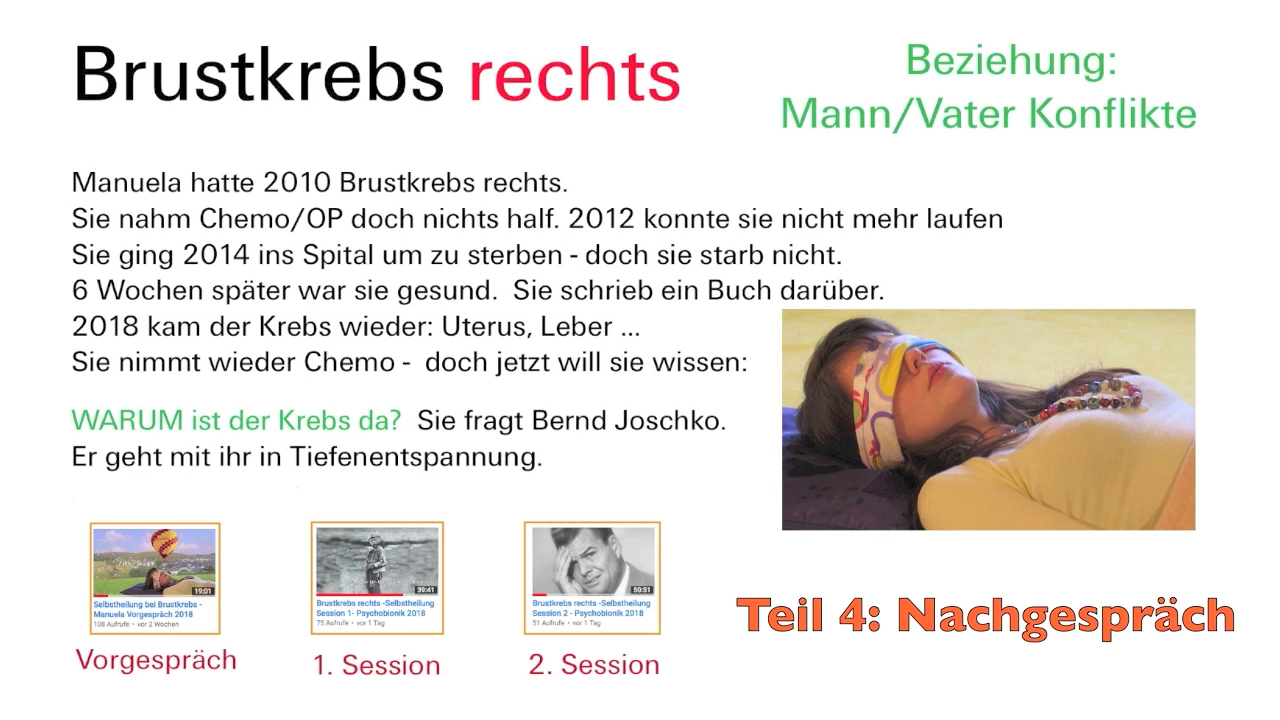 Brustkrebs rechts
Beziehung:
Mann/Vater Konflikte
Manuela hatte 2010 Brustkrebs rechts.
Sie nahm Chemo/OP doch nichts half. 2012 konnte sie nicht mehr laufen
Sie ging 2014 ins Spital um zu sterben - doch sie starb nicht.
6 Wochen später war sie gesund.  Sie schrieb ein Buch darüber.
2018 kam der Krebs wieder: Uterus, Leber ...
Sie nimmt wieder Chemo -  doch jetzt will sie wissen:
WARUM ist der Krebs da?  Sie fragt Bernd Joschko.
Er geht mit ihr in Tiefenentspannung.
19:01
Selbstheilung bei Brustkrebs -
Manuela Vorgespräch 2018
108 Aufrufe • vor 2 Wochen
Vorgespräch
39:41
Brustkrebs rechts -Selbstheilung
Session 1- Psychobionik 2018
75 Aufrufe • vor 1 Tag
1. Session
50:51
Brustkrebs rechts -Selbstheilung
Session 2 - Psychobionik 2018
51 Aufrufe • vor 1 Tag
2. Session
Teil 4: Nachgespräch